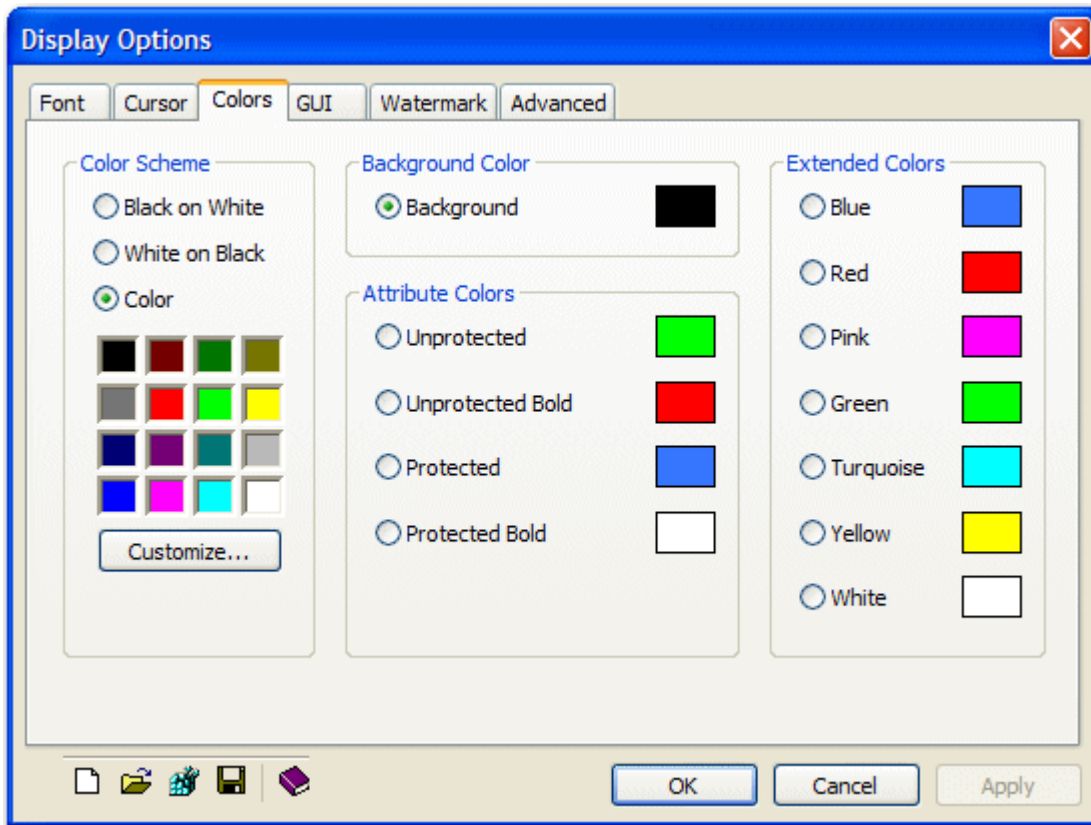 Display Options
Font
Cursor
Colors
GUI
Watermark
Advanced
Color Scheme
Black on White
White on Black
Color
Customize...
Background Color
Background
Attribute Colors
Unprotected
Unprotected Bold
Protected
Protected Bold
Extended Colors
Blue
Red
Pink
Green
Turquoise
Yellow
White
OK
Cancel
Apply